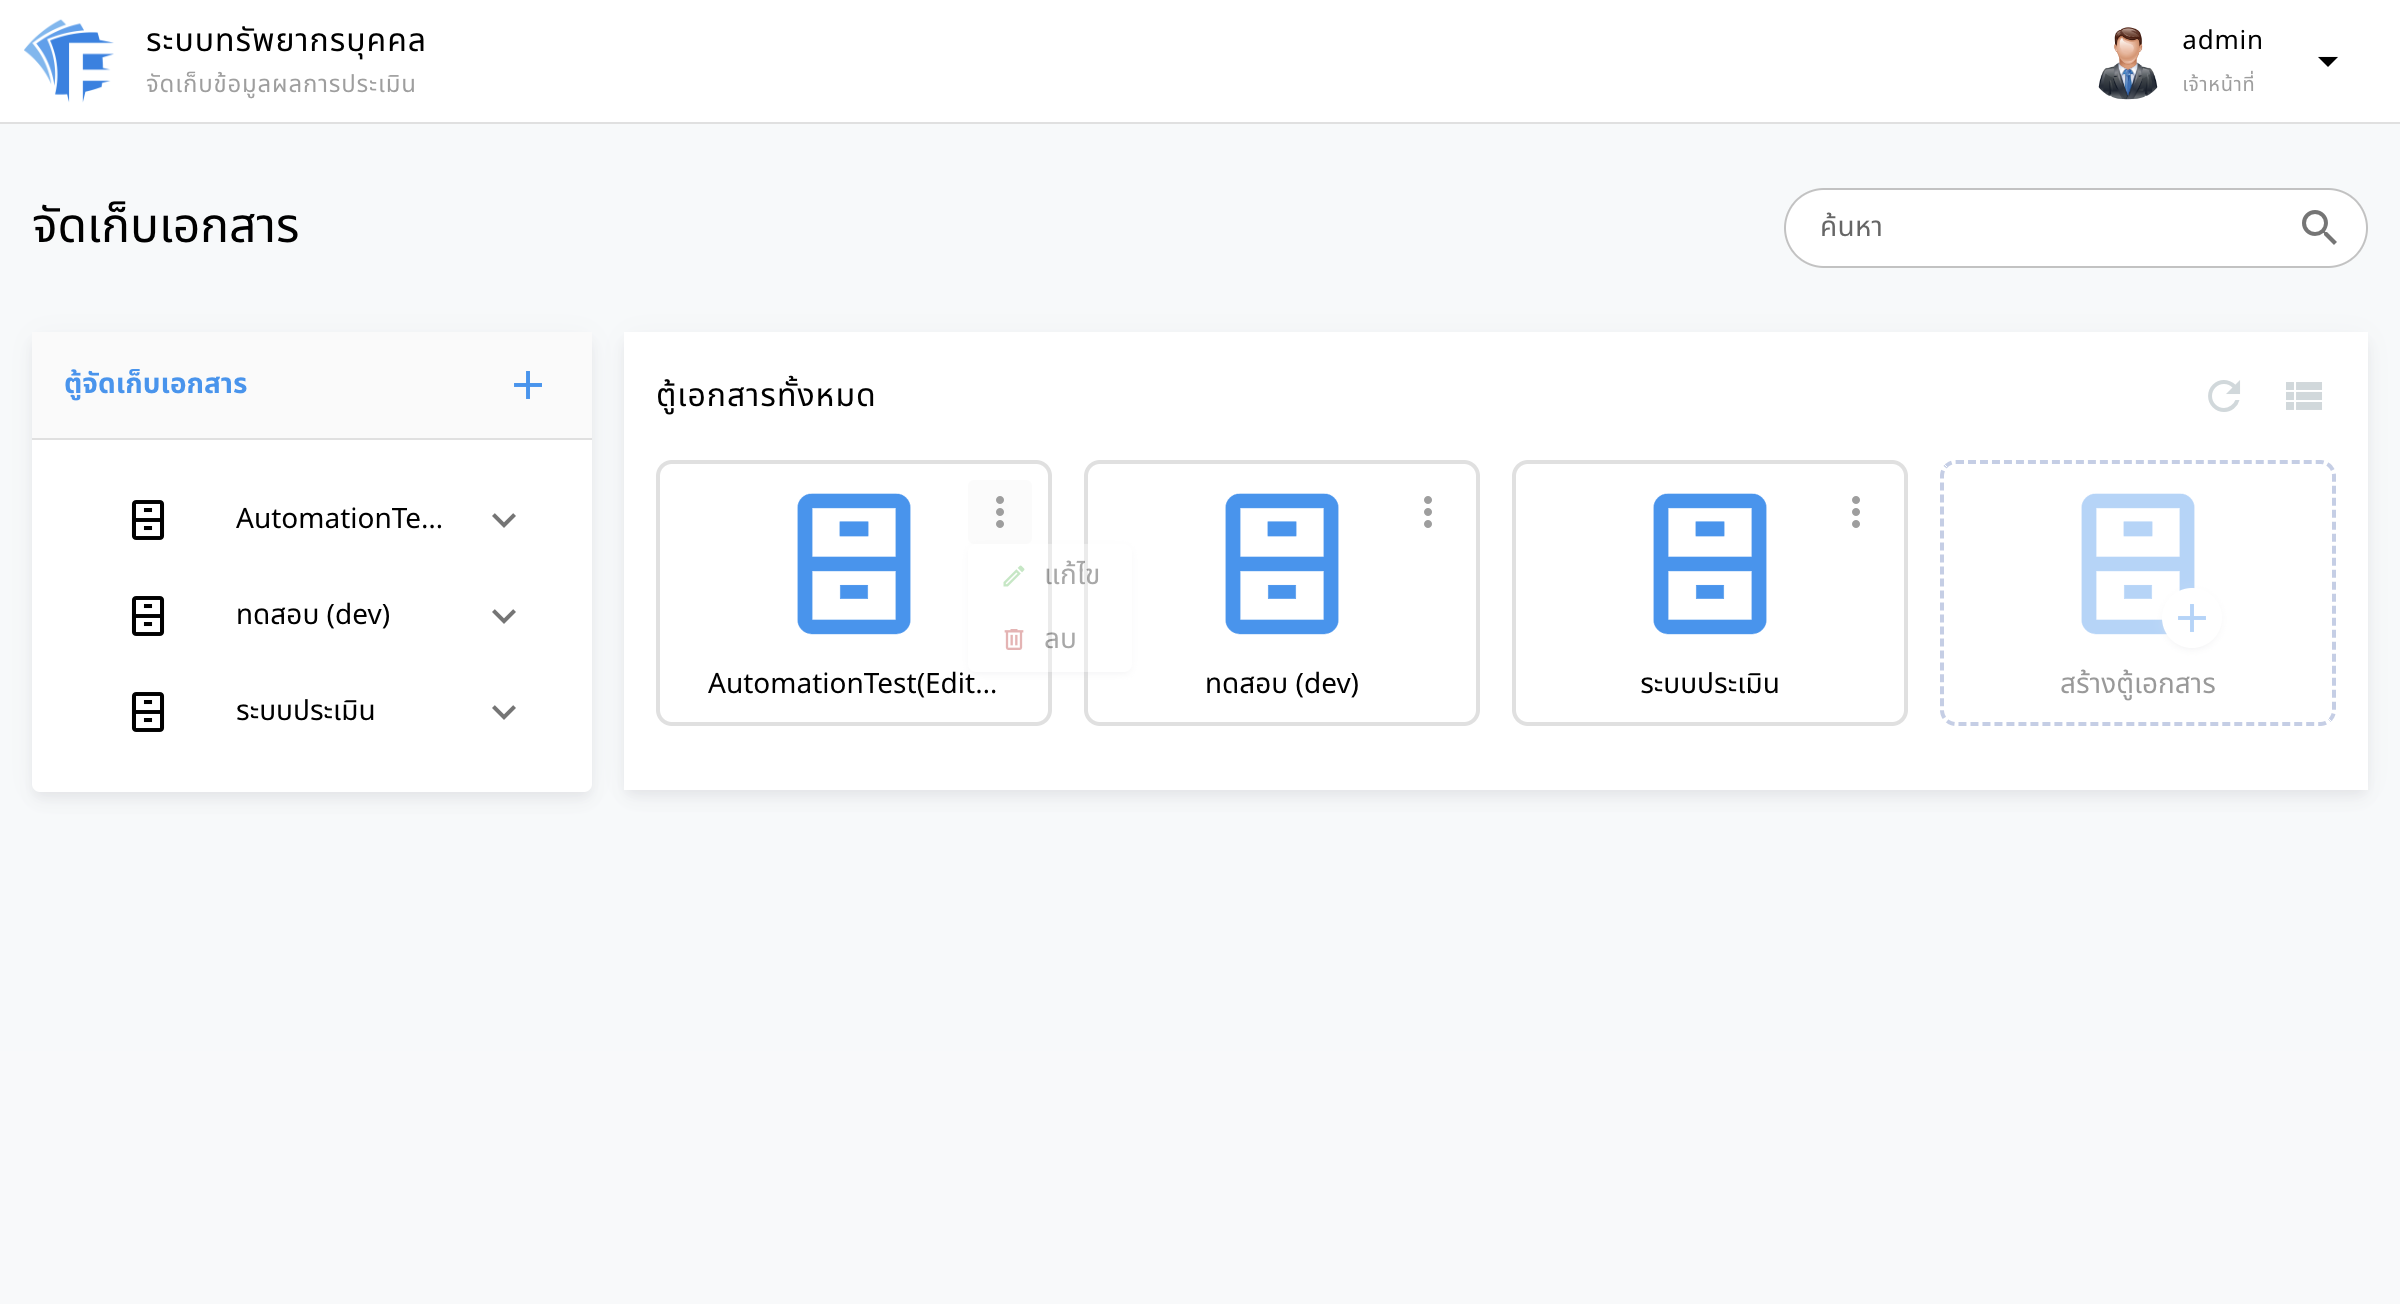 ระบบทรัพยากรบุคคล
จัดเก็บข้อมูลผลการประเมิน
admin
เจ้าหน้าที่
จัดเก็บเอกสาร
ค้นหา
ตู้จัดเก็บเอกสาร
AutomationTe...
ทดสอบ (dev)
ระบบประเมิน
ตู้เอกสารทั้งหมด
แก้ไข
ลบ
AutomationTest(Edit...
ทดสอบ (dev)
ระบบประเมิน
สร้างตู้เอกสาร